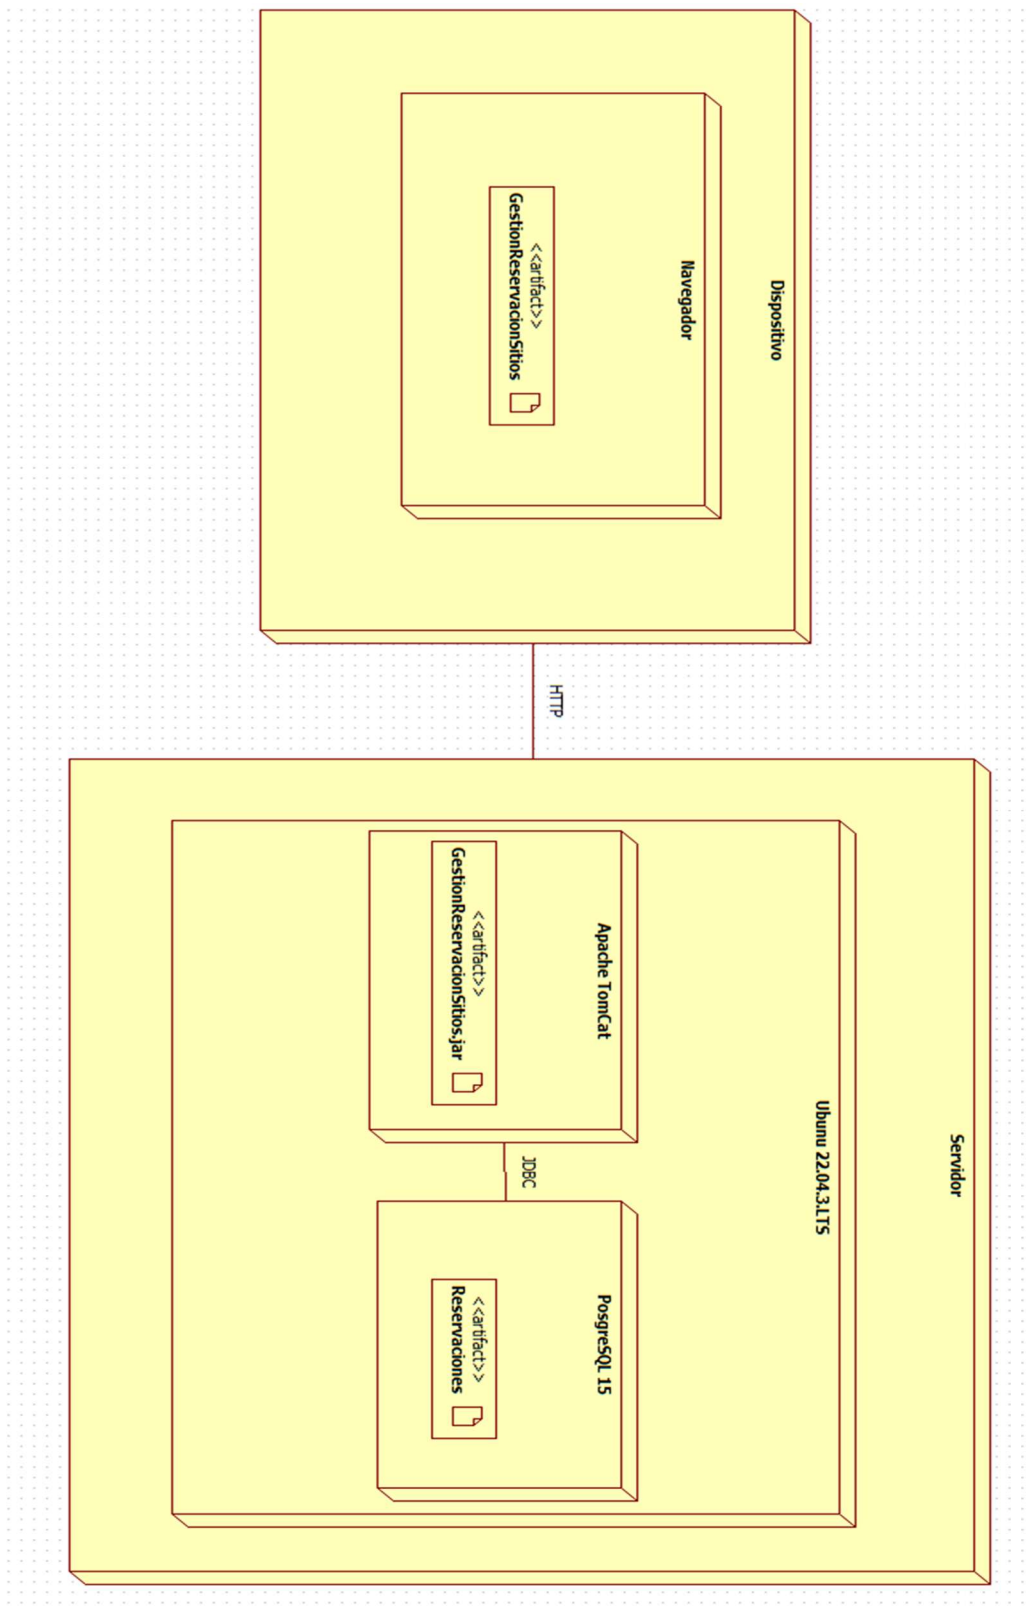 Dispositivo
Navegador
<<artifact>>
GestionReservacionSitios
HTTP
Servidor
Ubunu 22.04.3.LTS
Apache TomCat
<<artifact>>
GestionReservacionSitios.jar
JDBC
PosgreSQL 15
<<artifact>>
Reservaciones